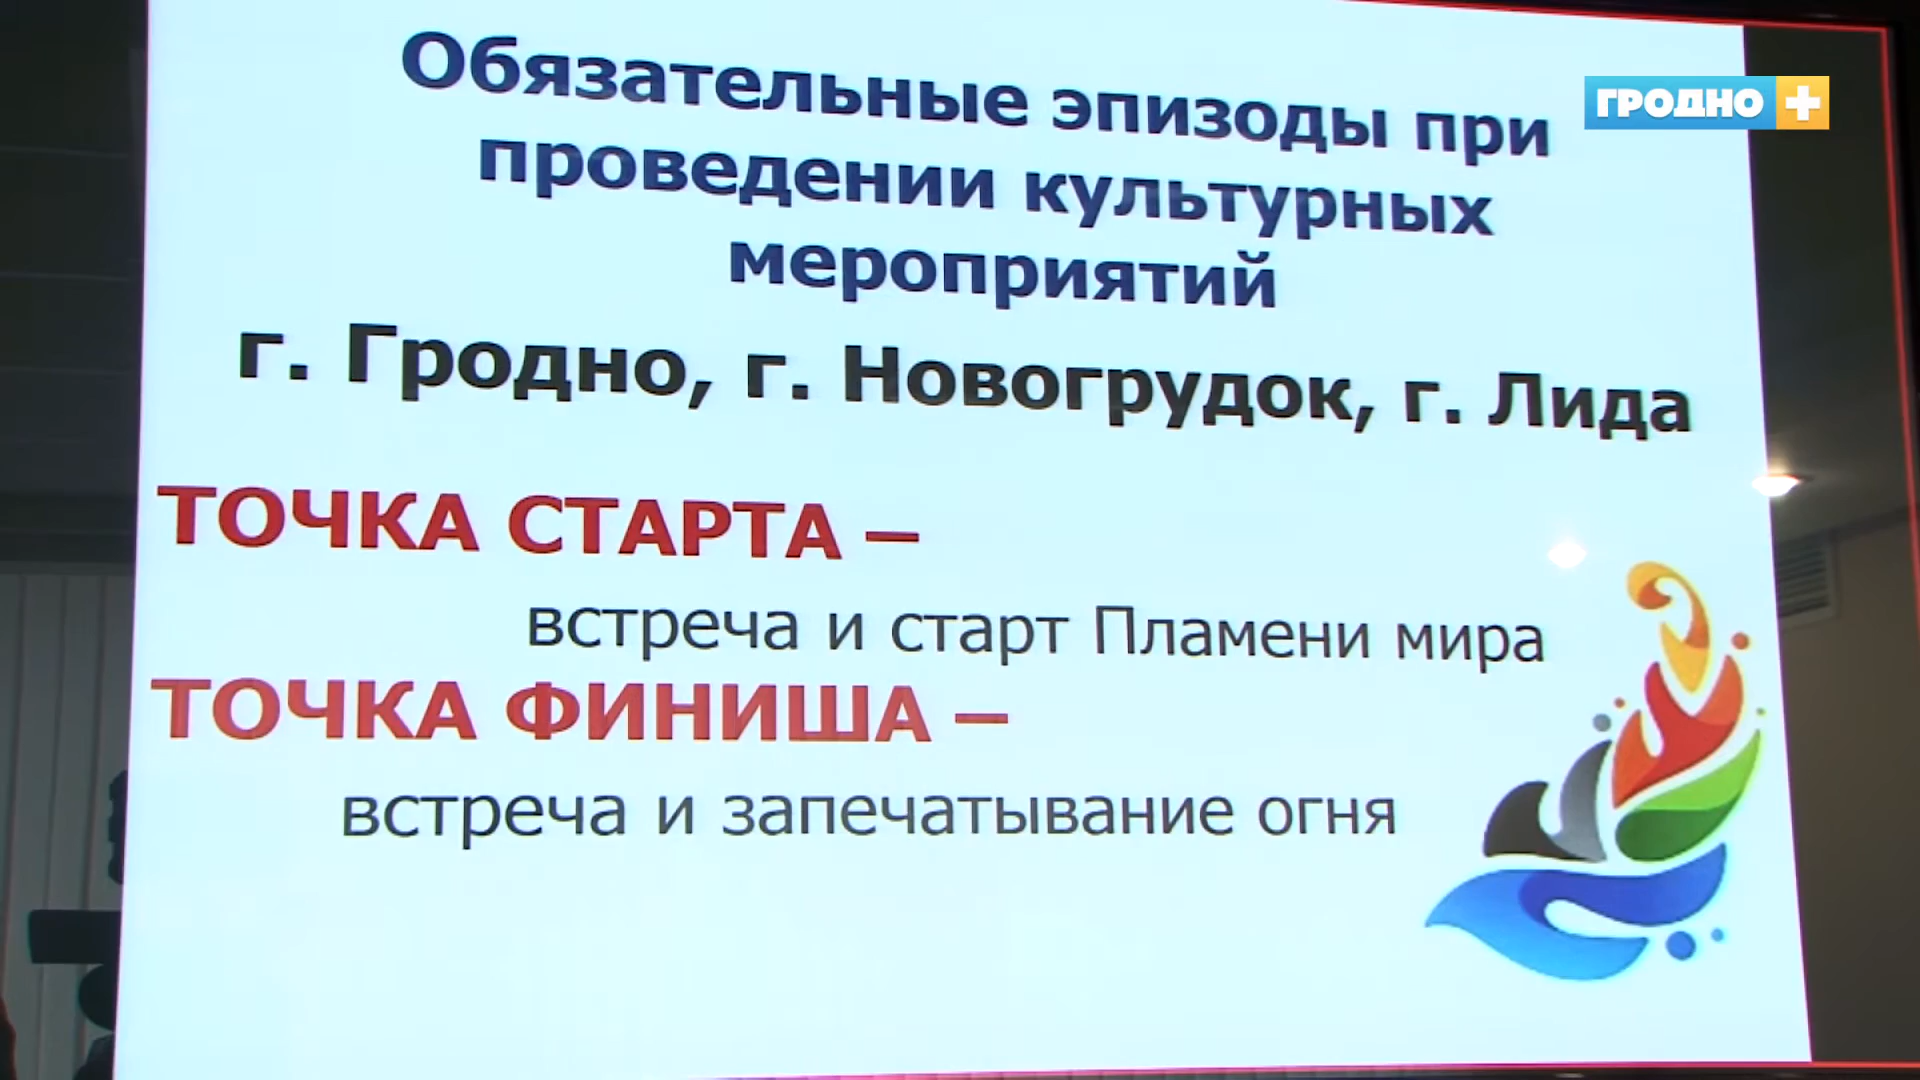 Обязательные эпизоды при
проведении культурных
мероприятий
г. Гродно, г. Новогрудок, г. Лида
ТОЧКА СТАРТА –
встреча и старт Пламени мира
ТОЧКА ФИНИША –
встреча и запечатывание огня
ГРОДНО +